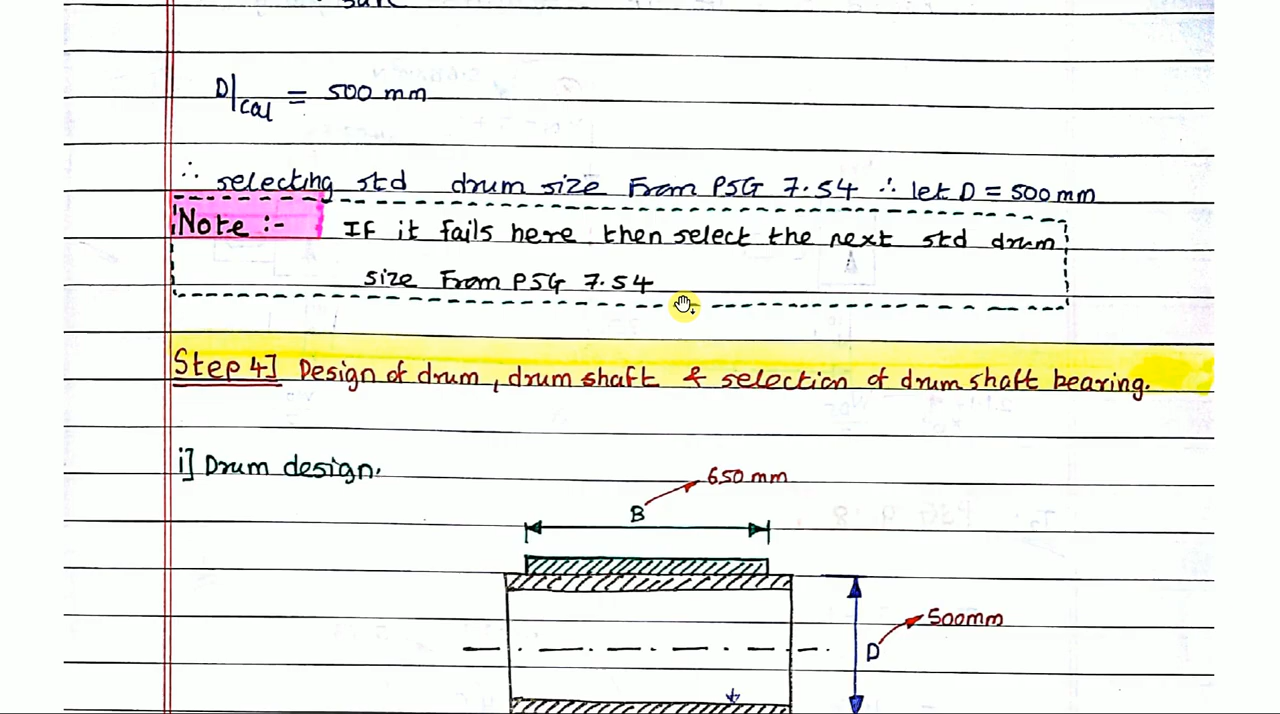 D|cal = 500 mm
∴ selecting std drum size From PSG 7.54 ∴ let D = 500 mm
Note :- IF it fails here then select the next std drum
size From PSG 7.54
Step 4] Design of drum, drum shaft & selection of drum shaft bearing.
i] Drum design.
650 mm
B
500mm
D